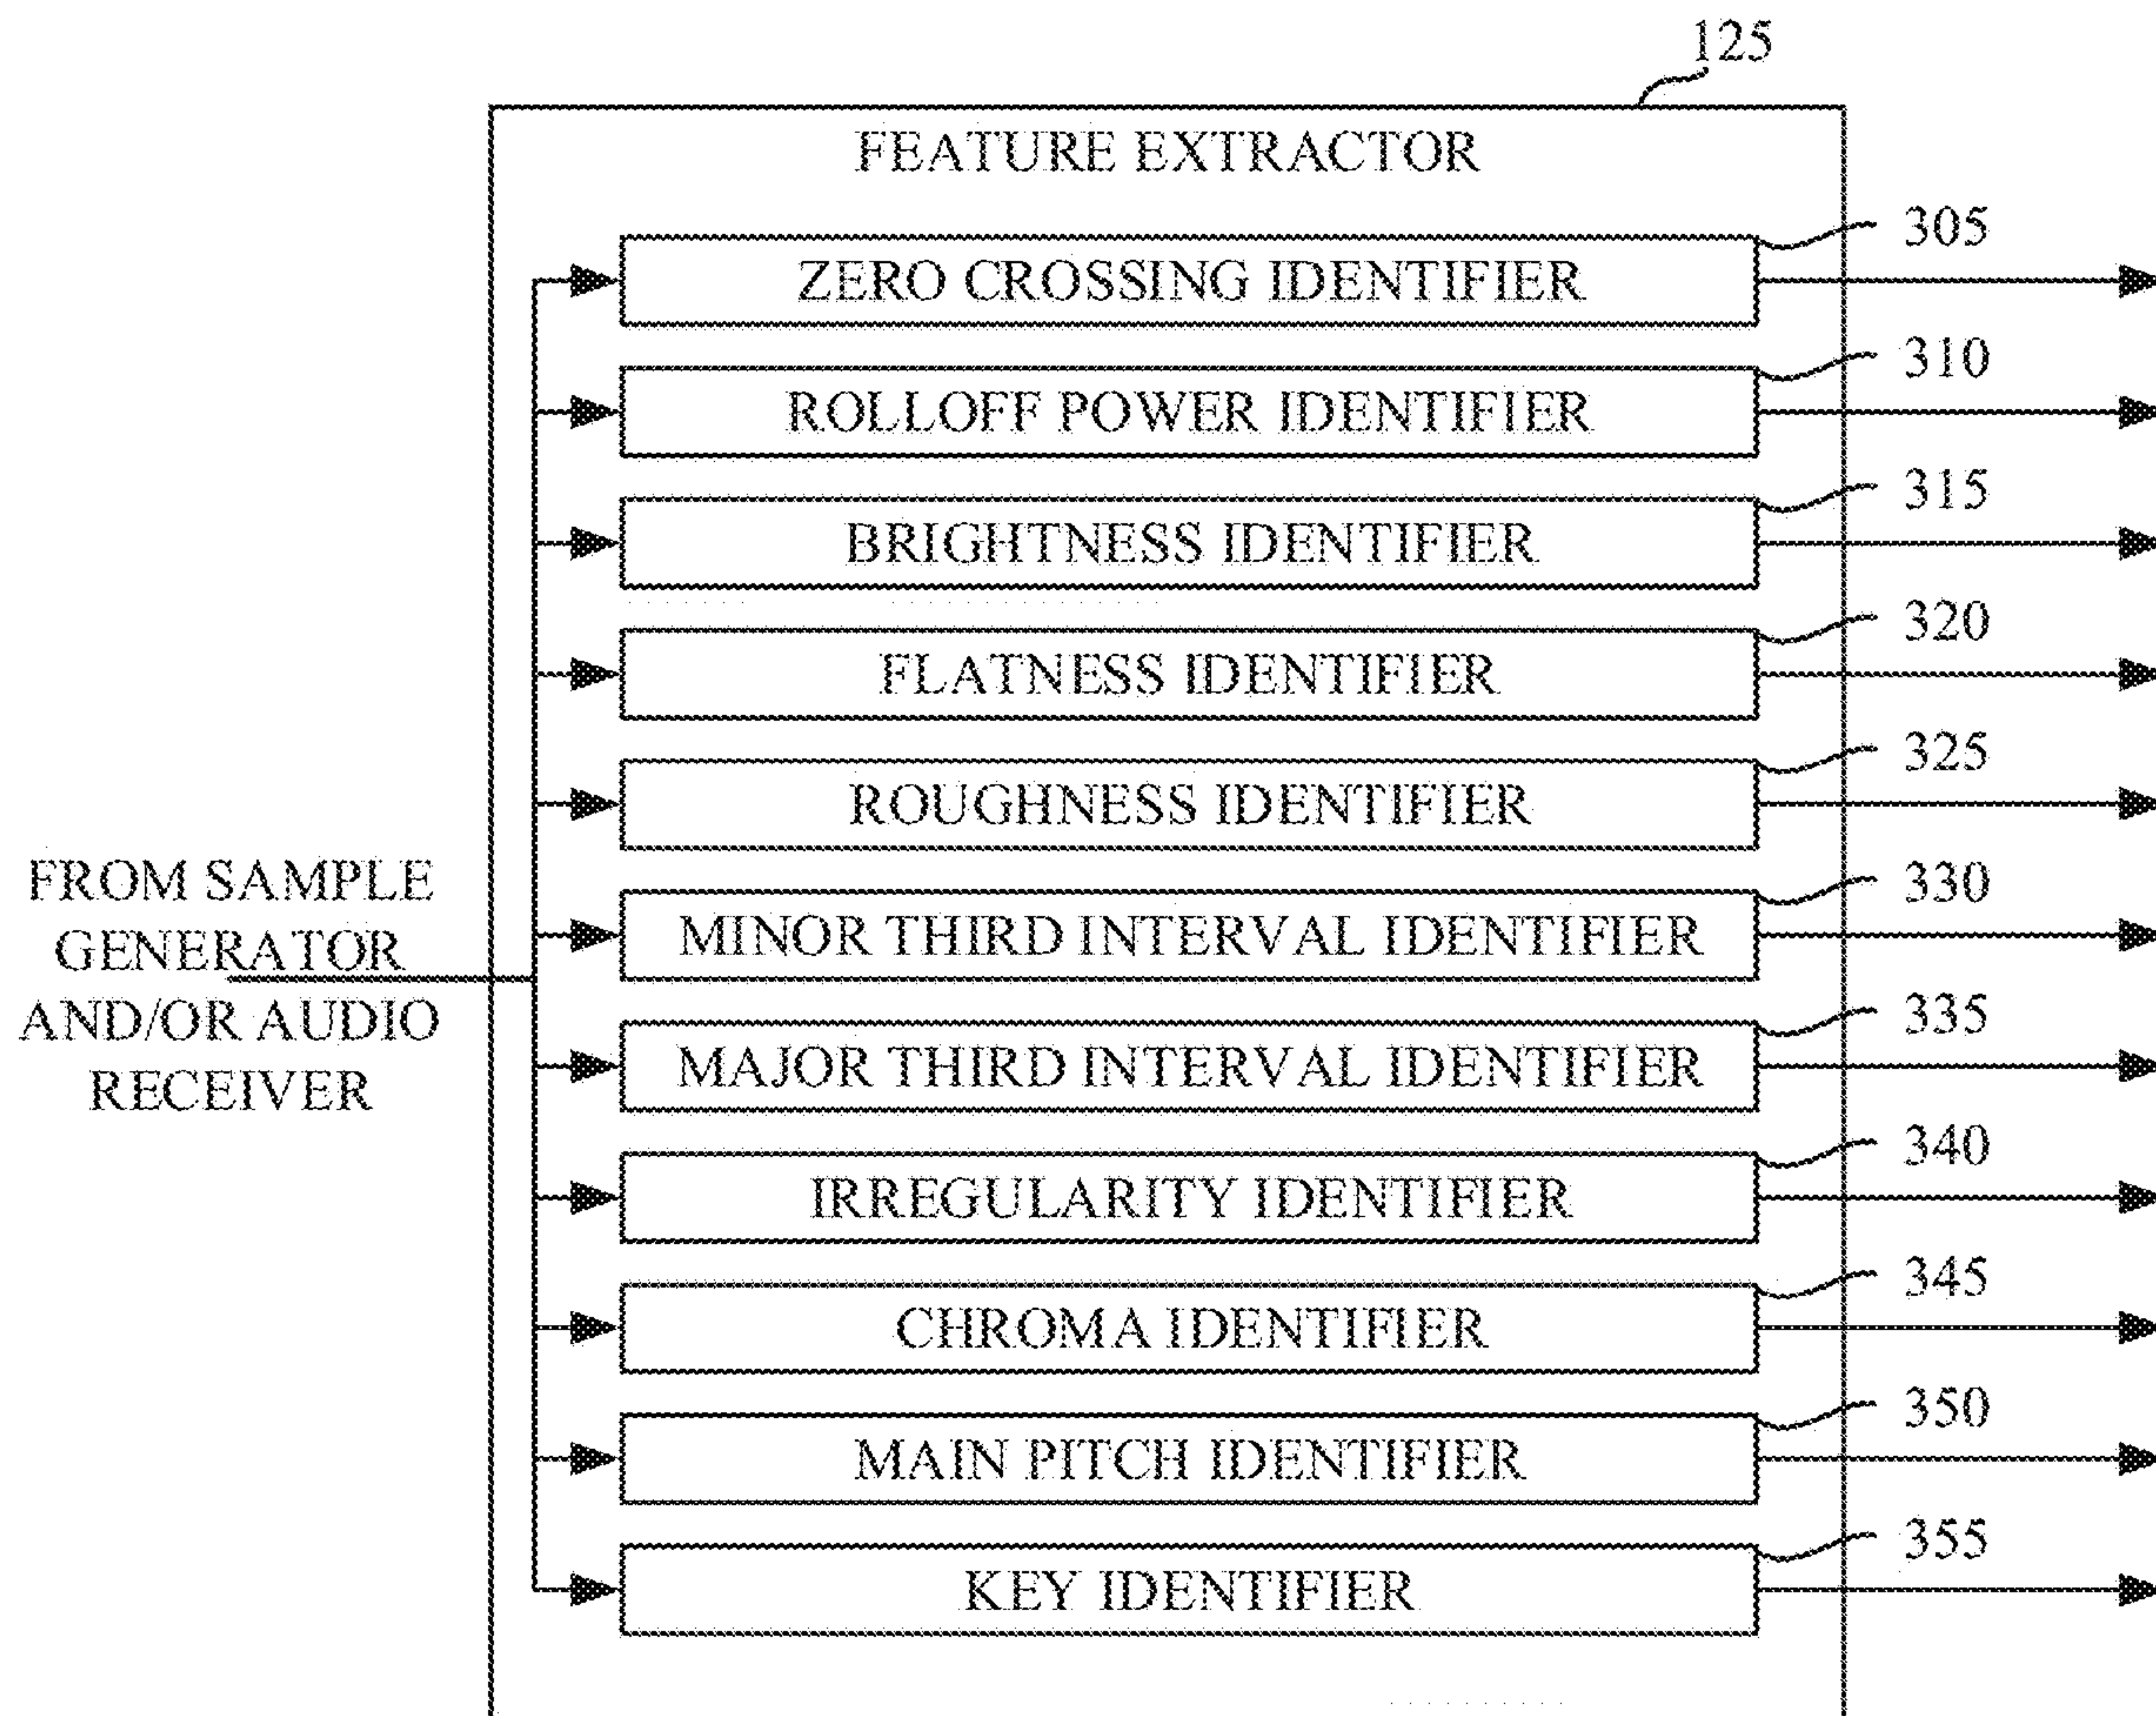 125
FEATURE EXTRACTOR
305
ZERO CROSSING IDENTIFIER
310
ROLLOFF POWER IDENTIFIER
315
BRIGHTNESS IDENTIFIER
320
FLATNESS IDENTIFIER
325
ROUGHNESS IDENTIFIER
FROM SAMPLE
GENERATOR
AND/OR AUDIO
RECEIVER
330
MINOR THIRD INTERVAL IDENTIFIER
335
MAJOR THIRD INTERVAL IDENTIFIER
340
IRREGULARITY IDENTIFIER
345
CHROMA IDENTIFIER
350
MAIN PITCH IDENTIFIER
355
KEY IDENTIFIER